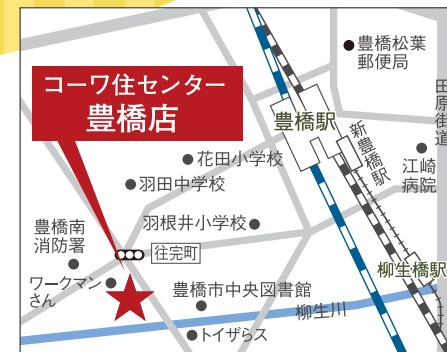 豊橋松葉
郵便局
コーワ住センター
豊橋店
豊橋駅
新豊橋駅
田原街道
花田小学校
江崎
病院
羽田中学校
羽根井小学校
豊橋南
消防署
往完町
柳生橋駅
ワークマン
さん
豊橋市中央図書館
柳生川
トイザらス